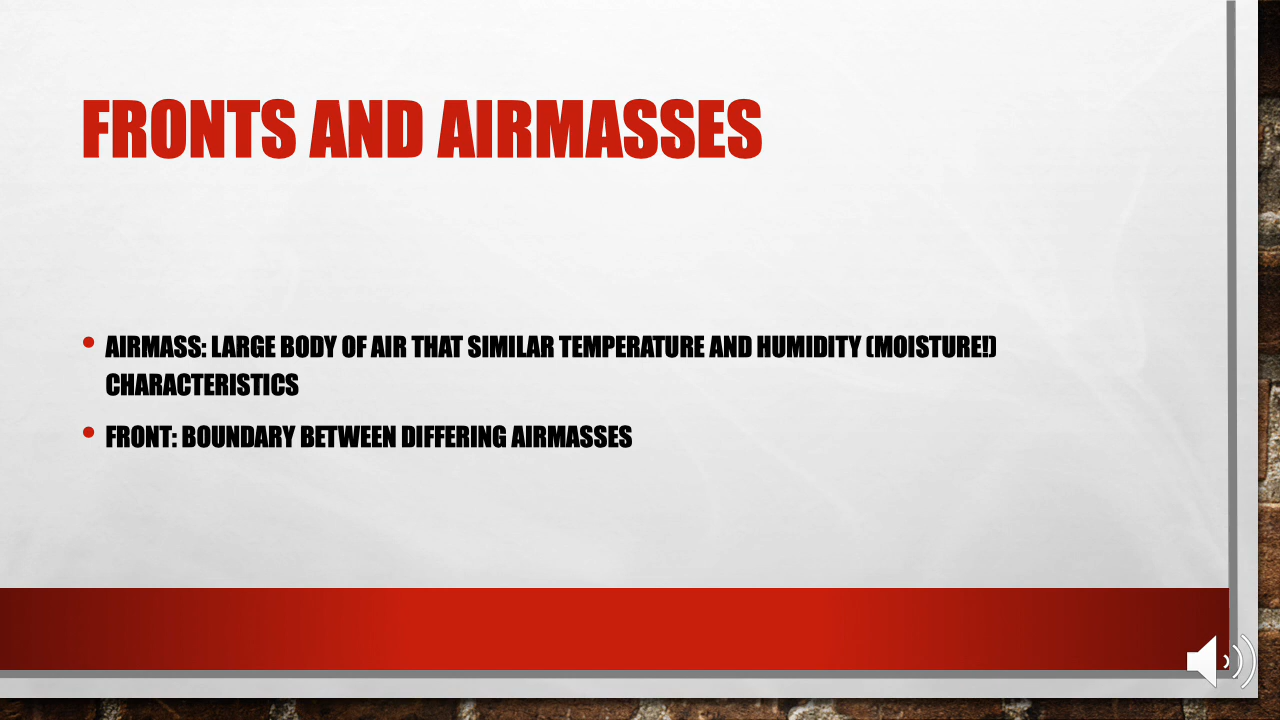 FRONTS AND AIRMASSES
• AIRMASS: LARGE BODY OF AIR THAT SIMILAR TEMPERATURE AND HUMIDITY (MOISTURE!)
CHARACTERISTICS
• FRONT: BOUNDARY BETWEEN DIFFERING AIRMASSES